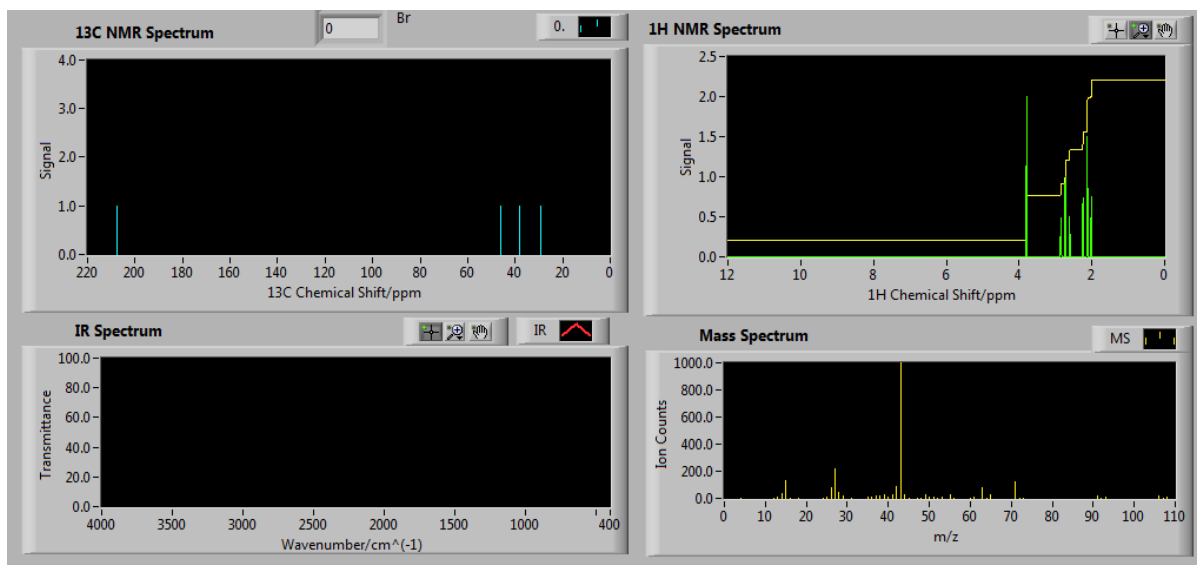 13C NMR Spectrum
0
Br
0.
4.0
3.0
2.0
1.0
0.0
Signal
220 200 180 160 140 120 100 80 60 40 20 0
13C Chemical Shift/ppm
1H NMR Spectrum
2.5
2.0
1.5
1.0
0.5
0.0
Signal
12 10 8 6 4 2 0
1H Chemical Shift/ppm
IR Spectrum
IR
100.0
80.0
60.0
40.0
20.0
0.0
Transmittance
4000 3500 3000 2500 2000 1500 1000 400
Wavenumber/cm^(-1)
Mass Spectrum
MS
1000.0
800.0
600.0
400.0
200.0
0.0
Ion Counts
0 10 20 30 40 50 60 70 80 90 100 110
m/z